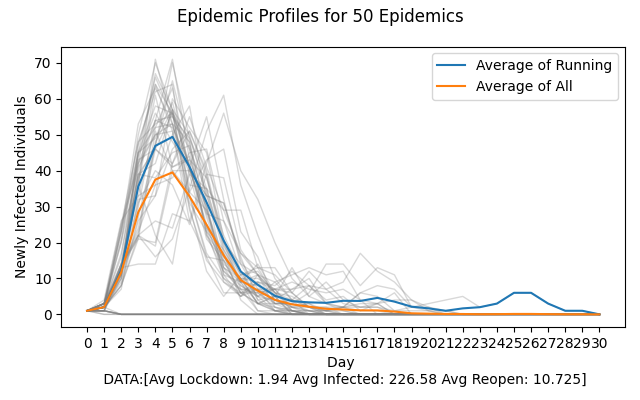 Epidemic Profiles for 50 Epidemics
Average of Running
Average of All
Newly Infected Individuals
70
60
50
40
30
20
10
0
0 1 2 3 4 5 6 7 8 9 10 11 12 13 14 15 16 17 18 19 20 21 22 23 24 25 26 27 28 29 30
Day
DATA:[Avg Lockdown: 1.94 Avg Infected: 226.58 Avg Reopen: 10.725]